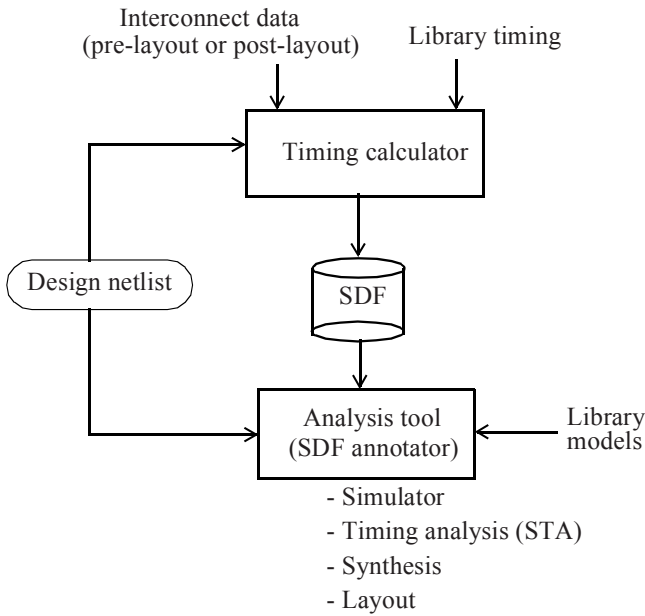 Interconnect data
(pre-layout or post-layout)
Library timing
Timing calculator
Design netlist
SDF
Analysis tool
(SDF annotator)
Library
models
- Simulator
- Timing analysis (STA)
- Synthesis
- Layout